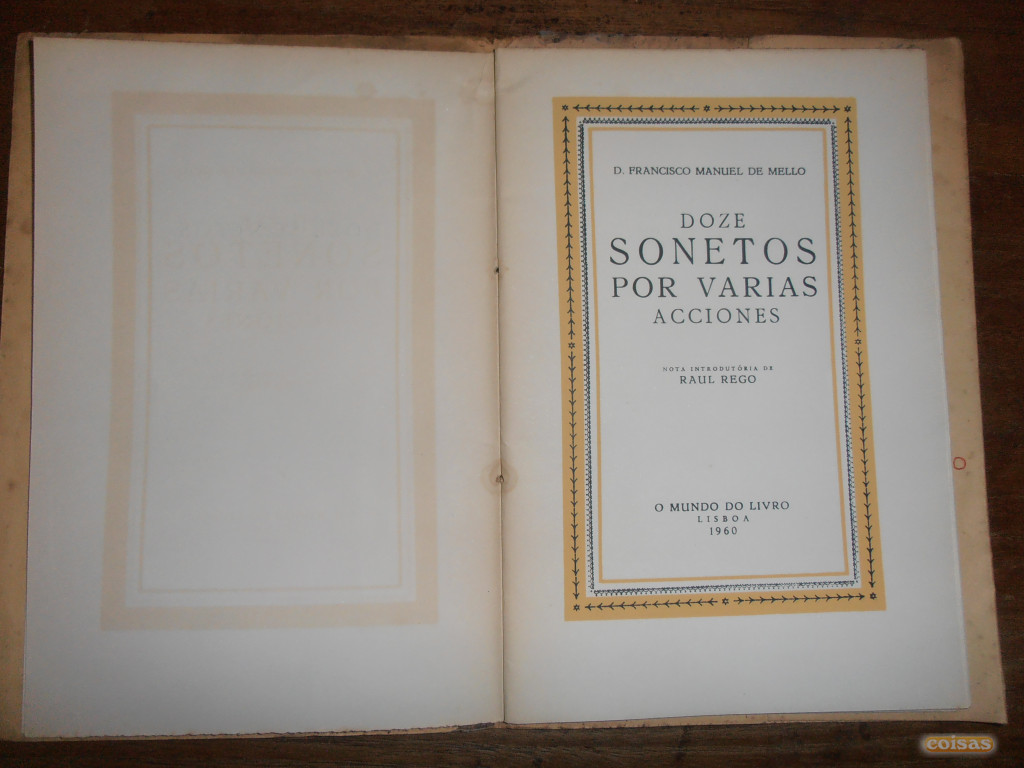 D. FRANCISCO MANUEL DE MELLO
DOZE
SONETOS
POR VARIAS
ACCIONES
NOTA INTRODUTÓRIA DE
RAUL REGO
O MUNDO DO LIVRO
LISBOA
1960
coisas